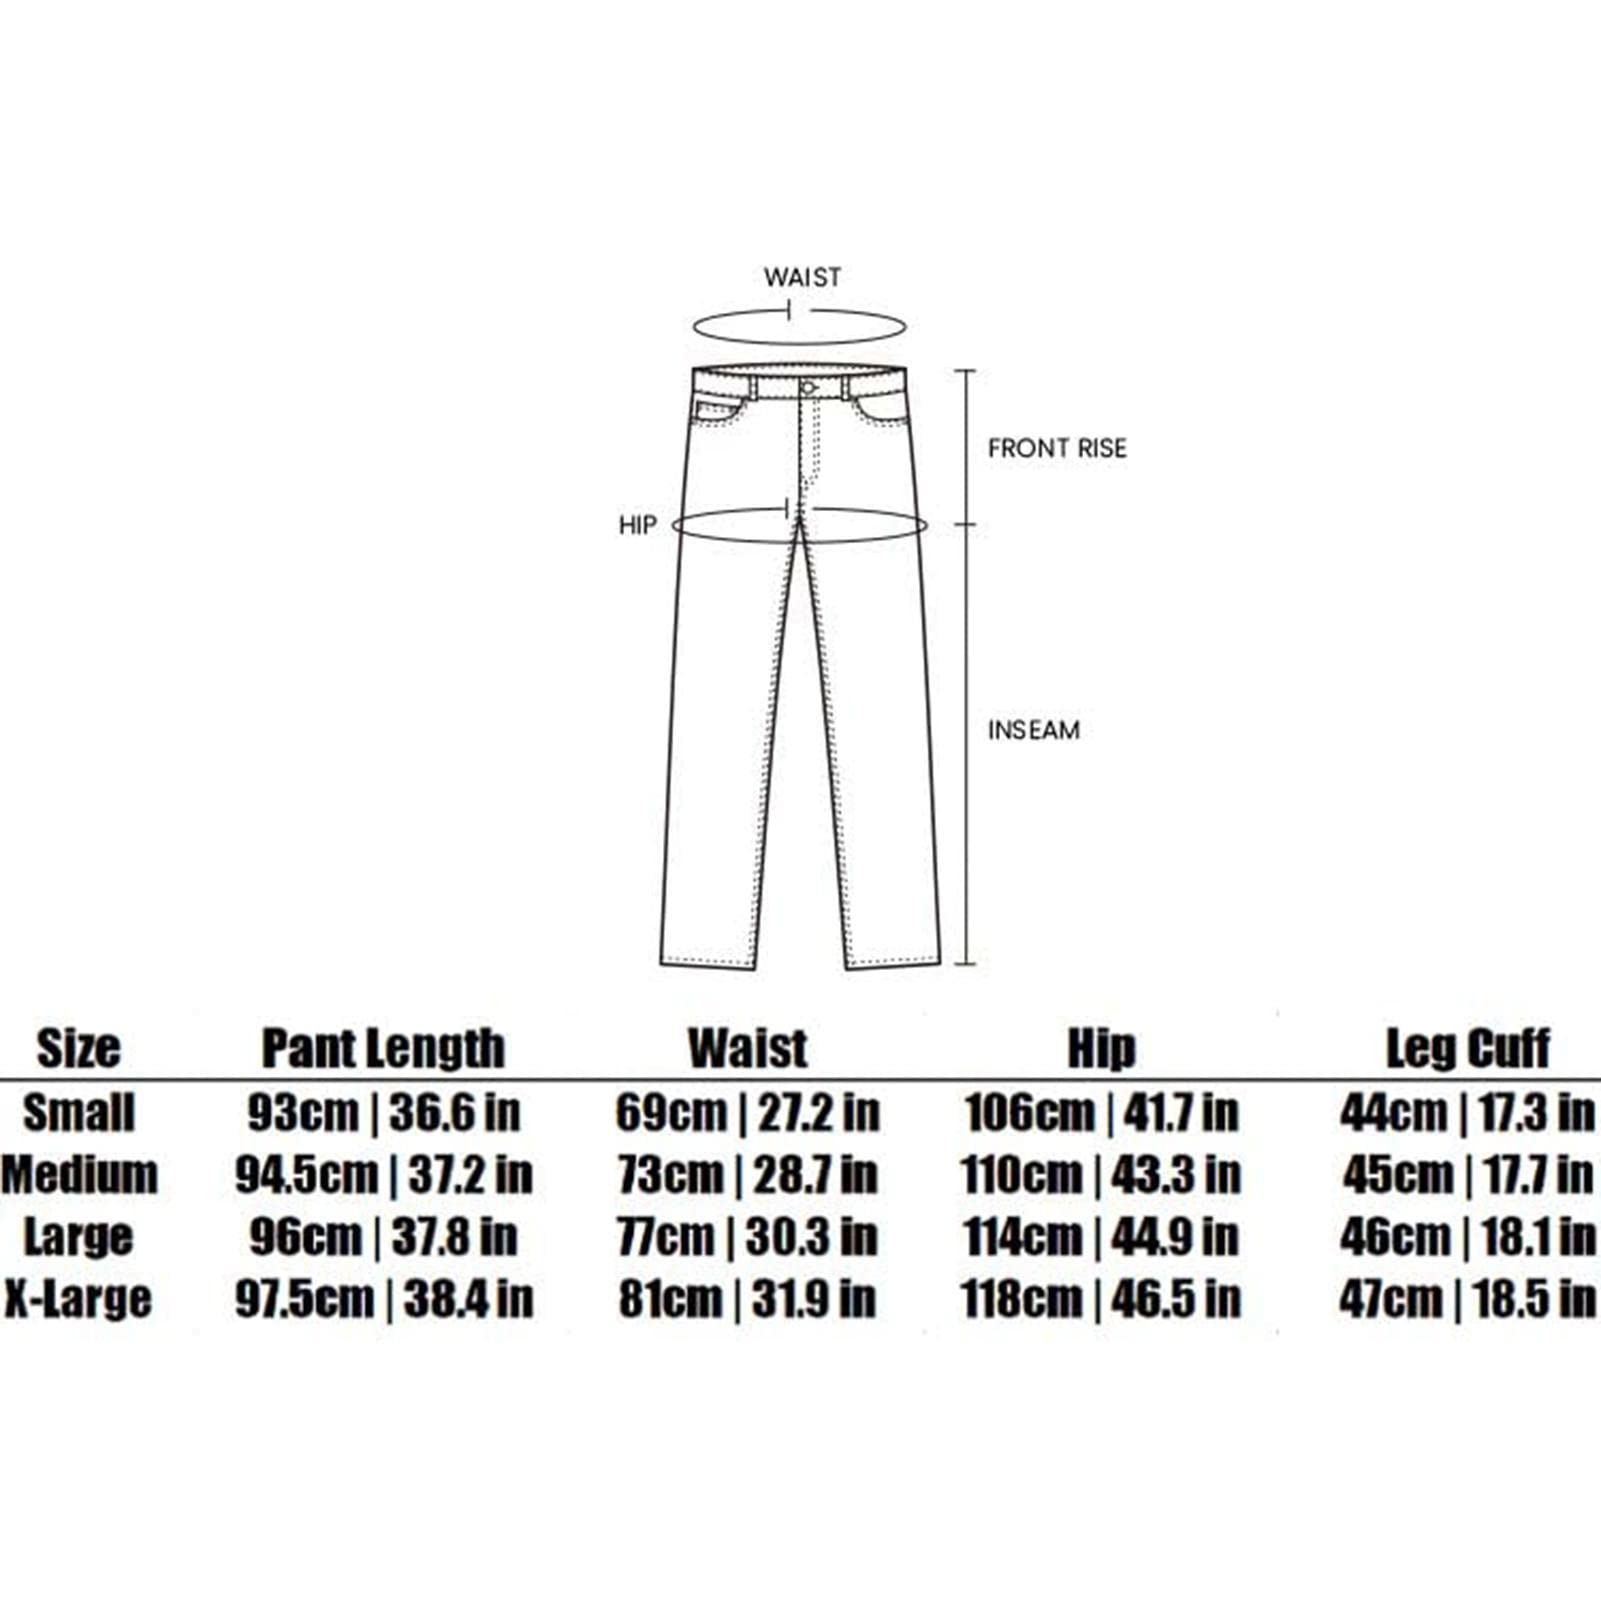 WAIST
FRONT RISE
HIP
INSEAM
Size Pant Length Waist Hip Leg Cuff
Small 93cm | 36.6 in 69cm | 27.2 in 106cm | 41.7 in 44cm | 17.3 in
Medium 94.5cm | 37.2 in 73cm | 28.7 in 110cm | 43.3 in 45cm | 17.7 in
Large 96cm | 37.8 in 77cm | 30.3 in 114cm | 44.9 in 46cm | 18.1 in
X-Large 97.5cm | 38.4 in 81cm | 31.9 in 118cm | 46.5 in 47cm | 18.5 in